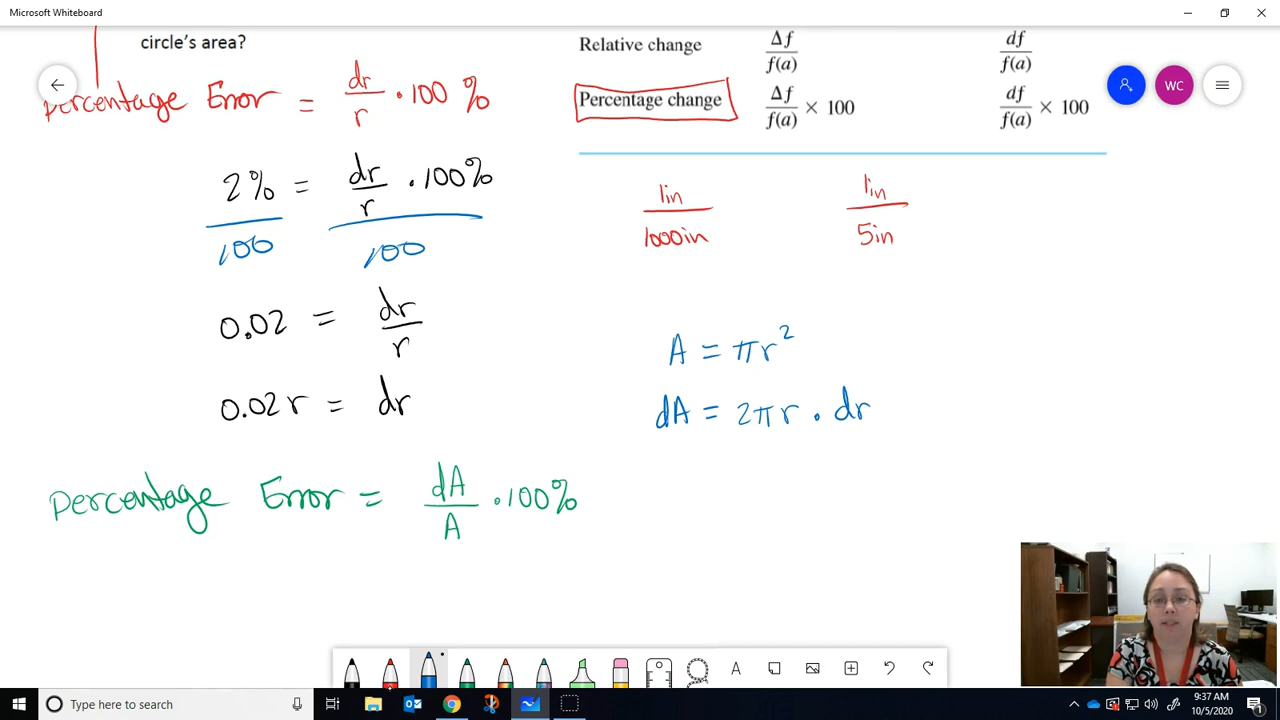 Microsoft Whiteboard
circle's area?
Relative change Δf/f(a) df/f(a)
Percentage Error = dr/r · 100 %
Percentage change Δf/f(a) × 100 df/f(a) × 100
WC
2% = dr/r · 100%
100 100
1in/1000in 1in/5in
0.02 = dr/r
A = πr²
0.02r = dr
dA = 2πr · dr
Percentage Error = dA/A · 100%
A
Type here to search
9:37 AM
10/5/2020